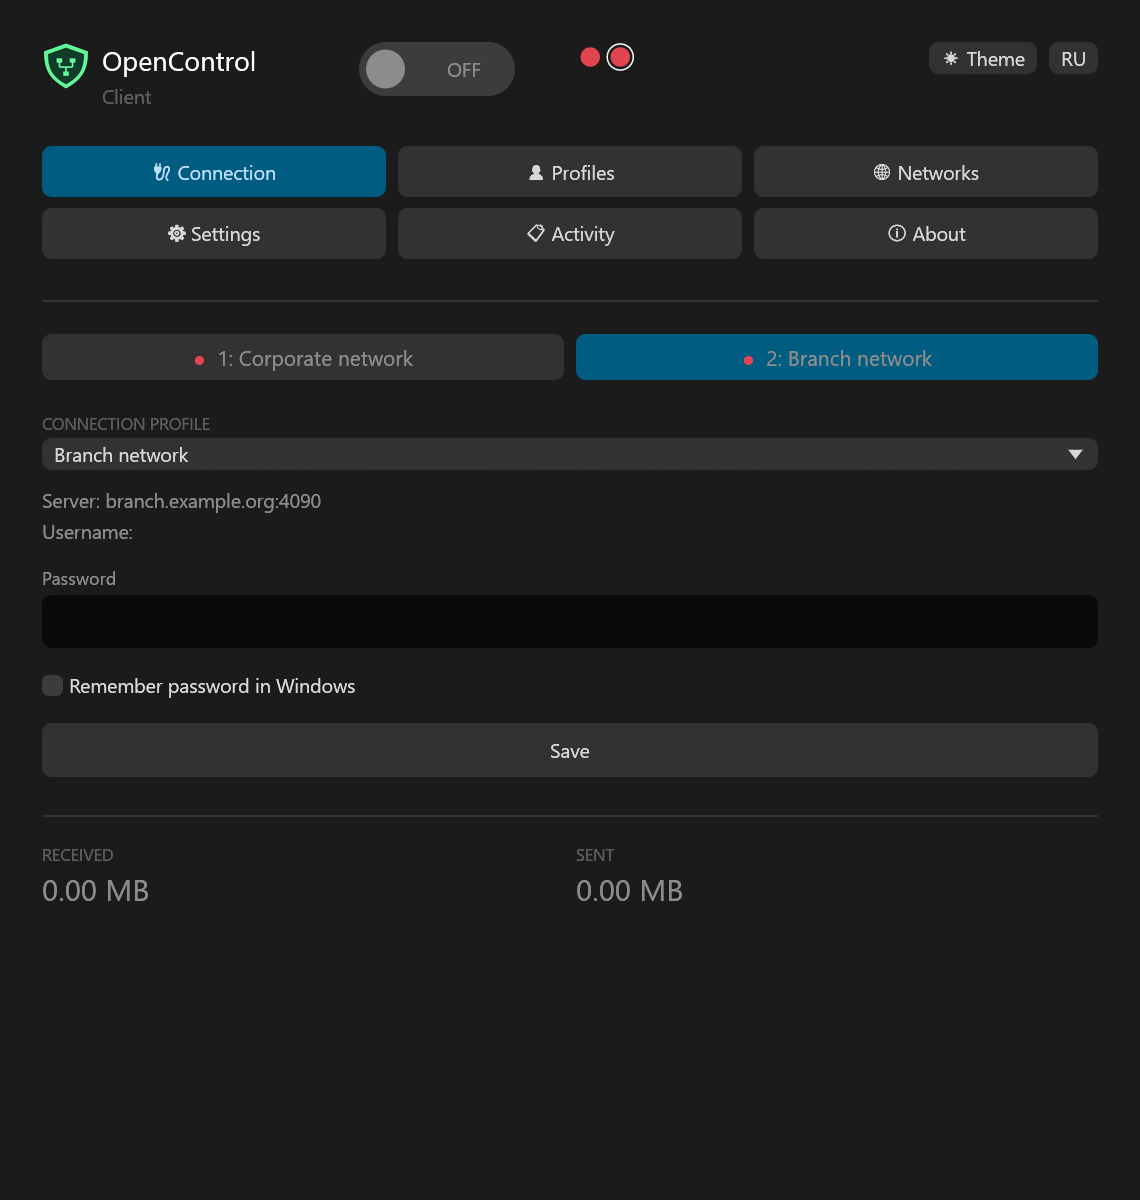 OpenControl
Client
OFF
Theme
RU
Connection
Profiles
Networks
Settings
Activity
About
1: Corporate network
2: Branch network
CONNECTION PROFILE
Branch network
Server: branch.example.org:4090
Username:
Password
Remember password in Windows
Save
RECEIVED
SENT
0.00 MB
0.00 MB